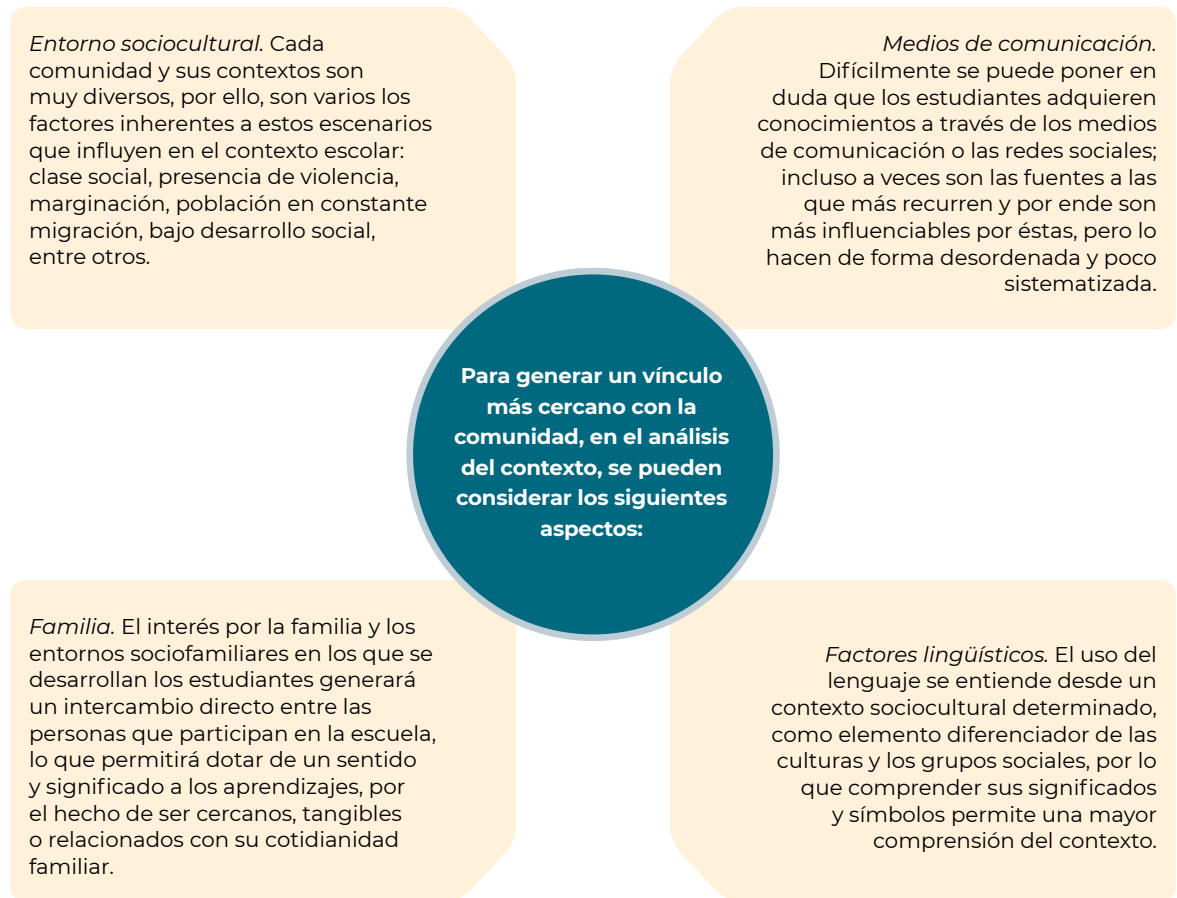 Entorno sociocultural. Cada
comunidad y sus contextos son
muy diversos, por ello, son varios los
factores inherentes a estos escenarios
que influyen en el contexto escolar:
clase social, presencia de violencia,
marginación, población en constante
migración, bajo desarrollo social,
entre otros.
Medios de comunicación.
Difícilmente se puede poner en
duda que los estudiantes adquieren
conocimientos a través de los medios
de comunicación o las redes sociales;
incluso a veces son las fuentes a las
que más recurren y por ende son
más influenciables por éstas, pero lo
hacen de forma desordenada y poco
sistematizada.
Para generar un vínculo
más cercano con la
comunidad, en el análisis
del contexto, se pueden
considerar los siguientes
aspectos:
Familia. El interés por la familia y los
entornos sociofamiliares en los que se
desarrollan los estudiantes generará
un intercambio directo entre las
personas que participan en la escuela,
lo que permitirá dotar de un sentido
y significado a los aprendizajes, por
el hecho de ser cercanos, tangibles
o relacionados con su cotidianidad
familiar.
Factores lingüísticos. El uso del
lenguaje se entiende desde un
contexto sociocultural determinado,
como elemento diferenciador de las
culturas y los grupos sociales, por lo
que comprender sus significados
y símbolos permite una mayor
comprensión del contexto.